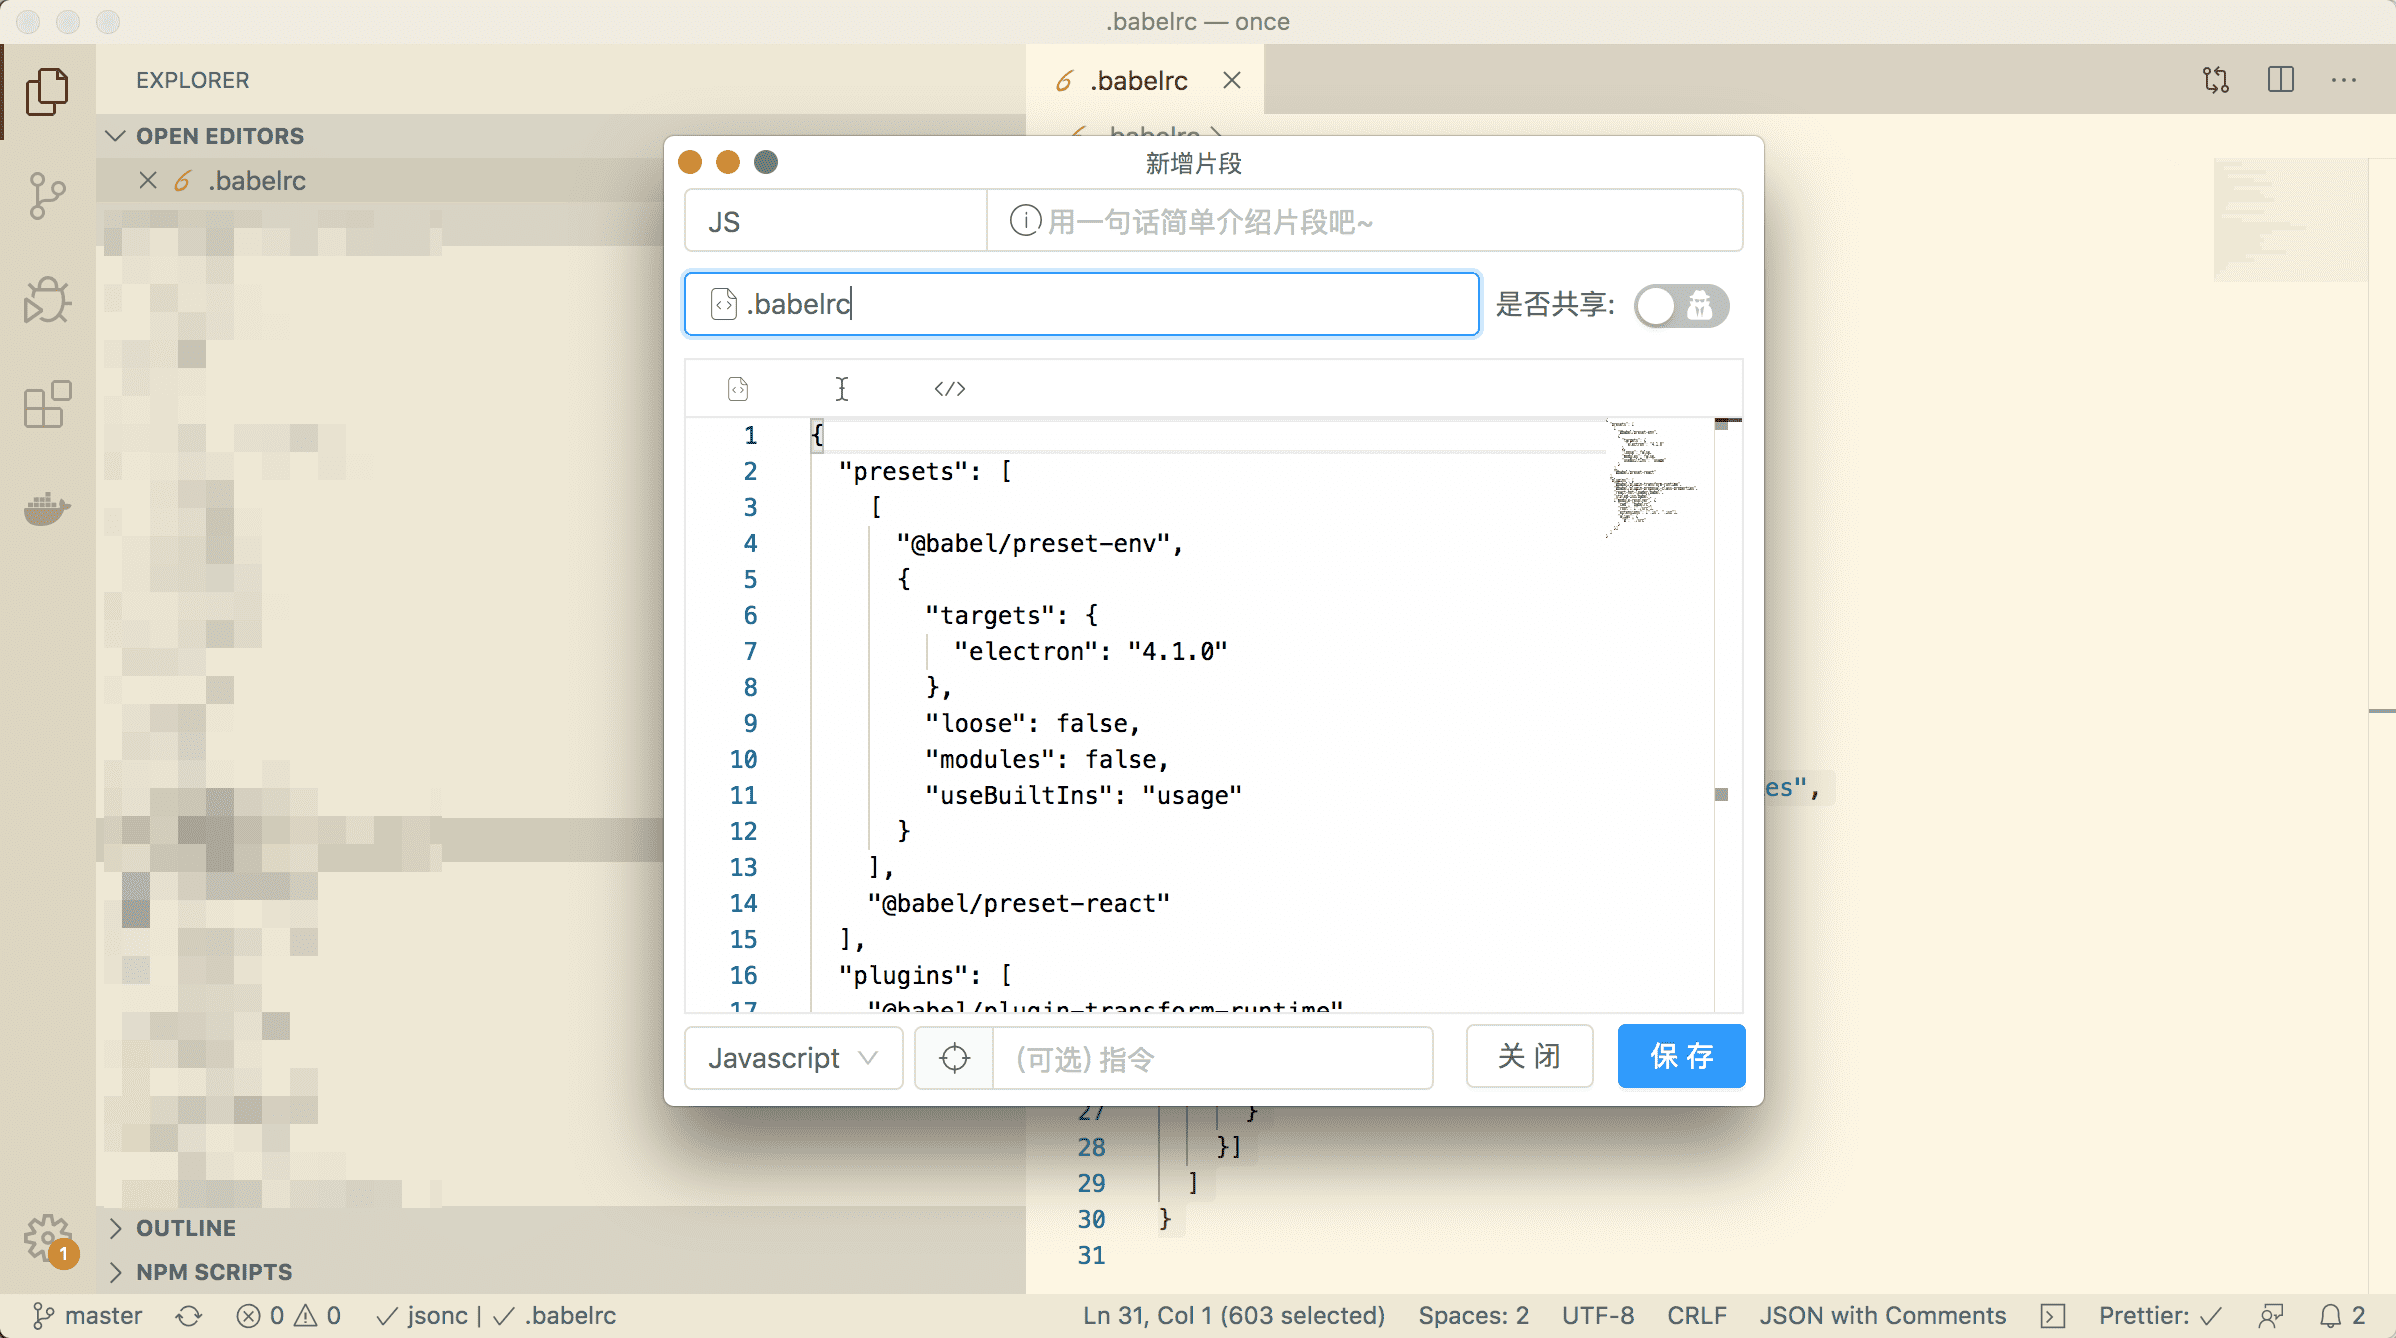 .babelrc — once
EXPLORER
.babelrc
OPEN EDITORS
.babelrc
新增片段
JS
用一句话简单介绍片段吧~
.babelrc
是否共享:
1 {
2 "presets": [
3 [
4 "@babel/preset-env",
5 {
6 "targets": {
7 "electron": "4.1.0"
8 },
9 "loose": false,
10 "modules": false,
11 "useBuiltIns": "usage"
12 }
13 ],
14 "@babel/preset-react"
15 ],
16 "plugins": [
17 "@babel/plugin-transform-runtime"
es",
Javascript
(可选) 指令
关 闭
保 存
27 }
28 }]
29 ]
30 }
31
OUTLINE
1
NPM SCRIPTS
master
0 0
jsonc | .babelrc
Ln 31, Col 1 (603 selected)
Spaces: 2
UTF-8
CRLF
JSON with Comments
Prettier:
2